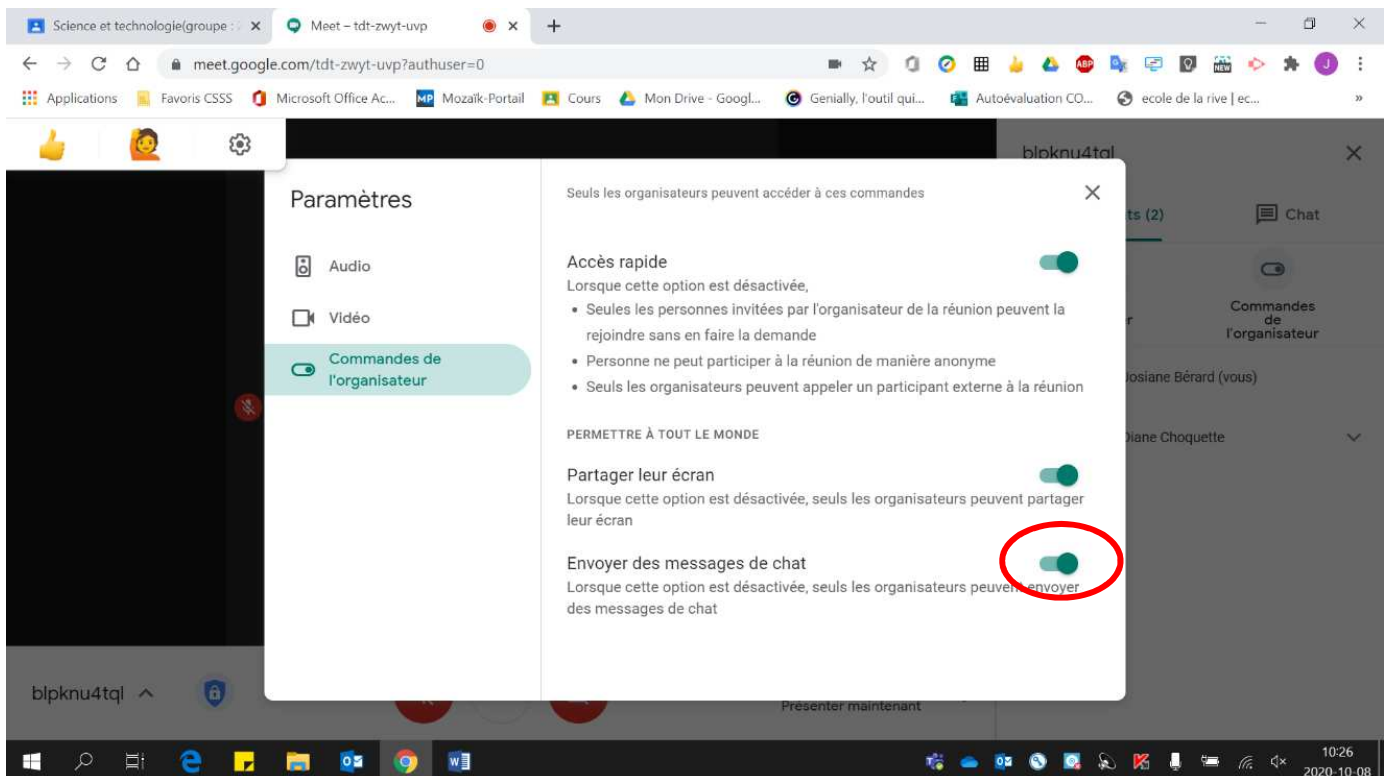 Science et technologie(groupe :
Meet – tdt-zwyt-uvp
meet.google.com/tdt-zwyt-uvp?authuser=0
ABP
NEW
J
Applications
Favoris CSSS
Microsoft Office Ac...
MP Mozaïk-Portail
Cours
Mon Drive - Googl...
Genially, l'outil qui...
Autoévaluation CO...
ecole de la rive | ec...
»
blpknu4tql
ts (2)
Chat
Commandes
de
l'organisateur
r
Josiane Bérard (vous)
Diane Choquette
Paramètres
Audio
Vidéo
Commandes de
l'organisateur
Seuls les organisateurs peuvent accéder à ces commandes
Accès rapide
Lorsque cette option est désactivée,
• Seules les personnes invitées par l'organisateur de la réunion peuvent la
rejoindre sans en faire la demande
• Personne ne peut participer à la réunion de manière anonyme
• Seuls les organisateurs peuvent appeler un participant externe à la réunion
PERMETTRE À TOUT LE MONDE
Partager leur écran
Lorsque cette option est désactivée, seuls les organisateurs peuvent partager
leur écran
Envoyer des messages de chat
Lorsque cette option est désactivée, seuls les organisateurs peuvent envoyer
des messages de chat
blpknu4tql
Présenter maintenant
10:26
2020-10-08